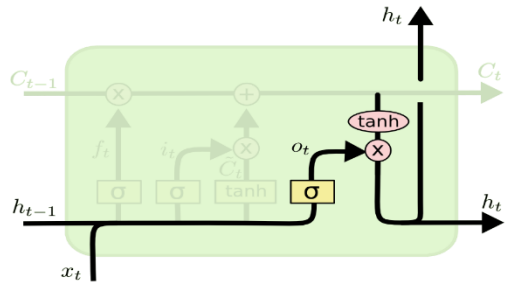 h_t
C_{t-1}
x
+
C_t
tanh
f_t
i_t
x
C̃_t
o_t
x
σ
σ
tanh
σ
h_{t-1}
h_t
x_t